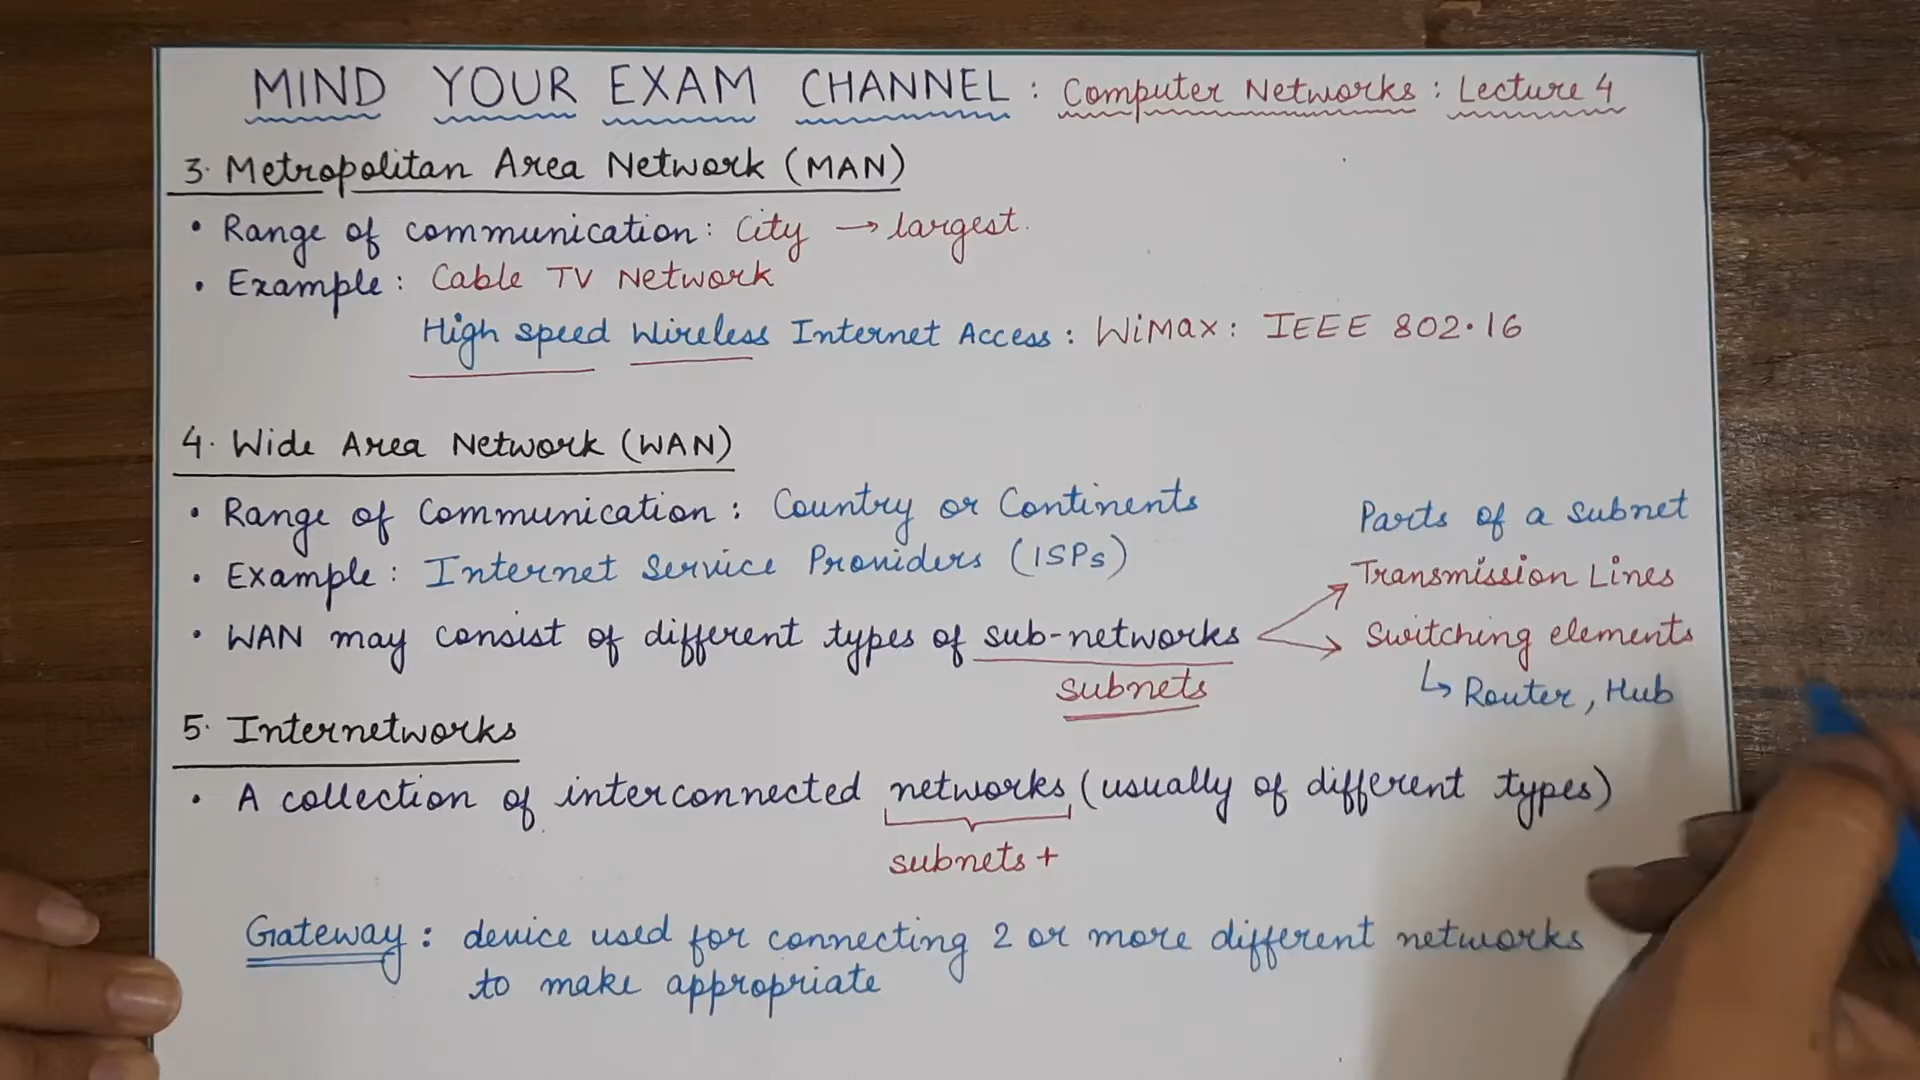 MIND YOUR EXAM CHANNEL : Computer Networks : Lecture 4
3. Metropolitan Area Network (MAN)
• Range of communication : City → largest.
• Example : Cable TV Network
High speed Wireless Internet Access : WiMax : IEEE 802.16
4. Wide Area Network (WAN)
• Range of Communication : Country or Continents
Parts of a subnet
• Example : Internet Service Providers (ISPs)
Transmission Lines
• WAN may consist of different types of sub-networks
Switching elements
subnets
↳ Router, Hub
5. Internetworks
• A collection of interconnected networks (usually of different types)
subnets +
Gateway : device used for connecting 2 or more different networks
to make appropriate